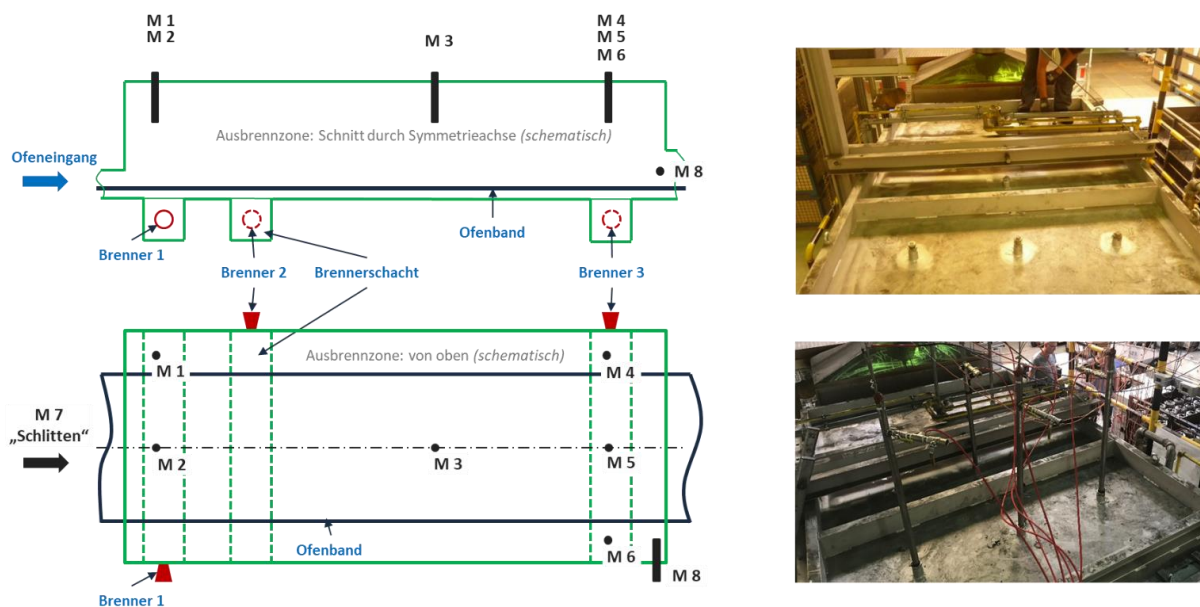 M 1
M 2
M 3
M 4
M 5
M 6
Ausbrennzone: Schnitt durch Symmetrieachse (schematisch)
Ofeneingang
M 8
Ofenband
Brenner 1
Brenner 2
Brennerschacht
Brenner 3
Ausbrennzone: von oben (schematisch)
M 1
M 4
M 7
„Schlitten“
M 2
M 3
M 5
Ofenband
M 6
M 8
Brenner 1